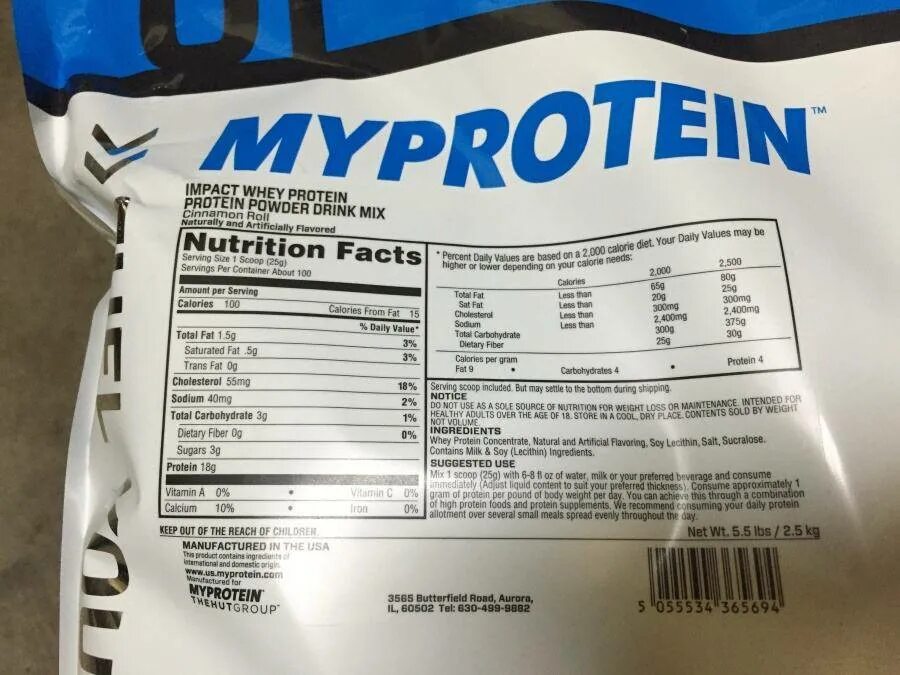 MYPROTEIN™
IMPACT WHEY PROTEIN
PROTEIN POWDER DRINK MIX
Cinnamon Roll
Naturally and Artificially Flavored
Nutrition Facts
Serving Size 1 Scoop (25g)
Servings Per Container About 100
Amount per Serving
Calories 100 Calories From Fat 15
% Daily Value*
Total Fat 1.5g 3%
Saturated Fat .5g 3%
Trans Fat 0g
Cholesterol 55mg 18%
Sodium 40mg 2%
Total Carbohydrate 3g 1%
Dietary Fiber 0g 0%
Sugars 3g
Protein 18g
Vitamin A 0% • Vitamin C 0%
Calcium 10% • Iron 0%
* Percent Daily Values are based on a 2,000 calorie diet. Your Daily Values may be
higher or lower depending on your calorie needs:
Calories 2,000 2,500
Total Fat Less than 65g 80g
Sat Fat Less than 20g 25g
Cholesterol Less than 300mg 300mg
Sodium Less than 2,400mg 2,400mg
Total Carbohydrate 300g 375g
Dietary Fiber 25g 30g
Calories per gram
Fat 9 • Carbohydrates 4 • Protein 4
Serving scoop included. But may settle to the bottom during shipping.
NOTICE
DO NOT USE AS A SOLE SOURCE OF NUTRITION FOR WEIGHT LOSS OR MAINTENANCE. INTENDED FOR
HEALTHY ADULTS OVER THE AGE OF 18. STORE IN A COOL, DRY PLACE. CONTENTS SOLD BY WEIGHT
NOT VOLUME.
INGREDIENTS
Whey Protein Concentrate, Natural and Artificial Flavoring, Soy Lecithin, Salt, Sucralose.
Contains Milk & Soy (Lecithin) Ingredients.
SUGGESTED USE
Mix 1 scoop (25g) with 6-8 fl oz of water, milk or your preferred beverage and consume
immediately (Adjust liquid content to suit your preferred thickness). Consume approximately 1
gram of protein per pound of body weight per day. You can achieve this through a combination
of high protein foods and protein supplements. We recommend consuming your daily protein
allotment over several small meals spread evenly throughout the day.
Net Wt. 5.5 lbs / 2.5 kg
KEEP OUT OF THE REACH OF CHILDREN.
MANUFACTURED IN THE USA
This product contains ingredients of
international and domestic origin.
www.us.myprotein.com
Manufactured for
MYPROTEIN™
THEHUTGROUP™
3565 Butterfield Road, Aurora,
IL, 60502 Tel: 630-499-9882
5 055534 365694